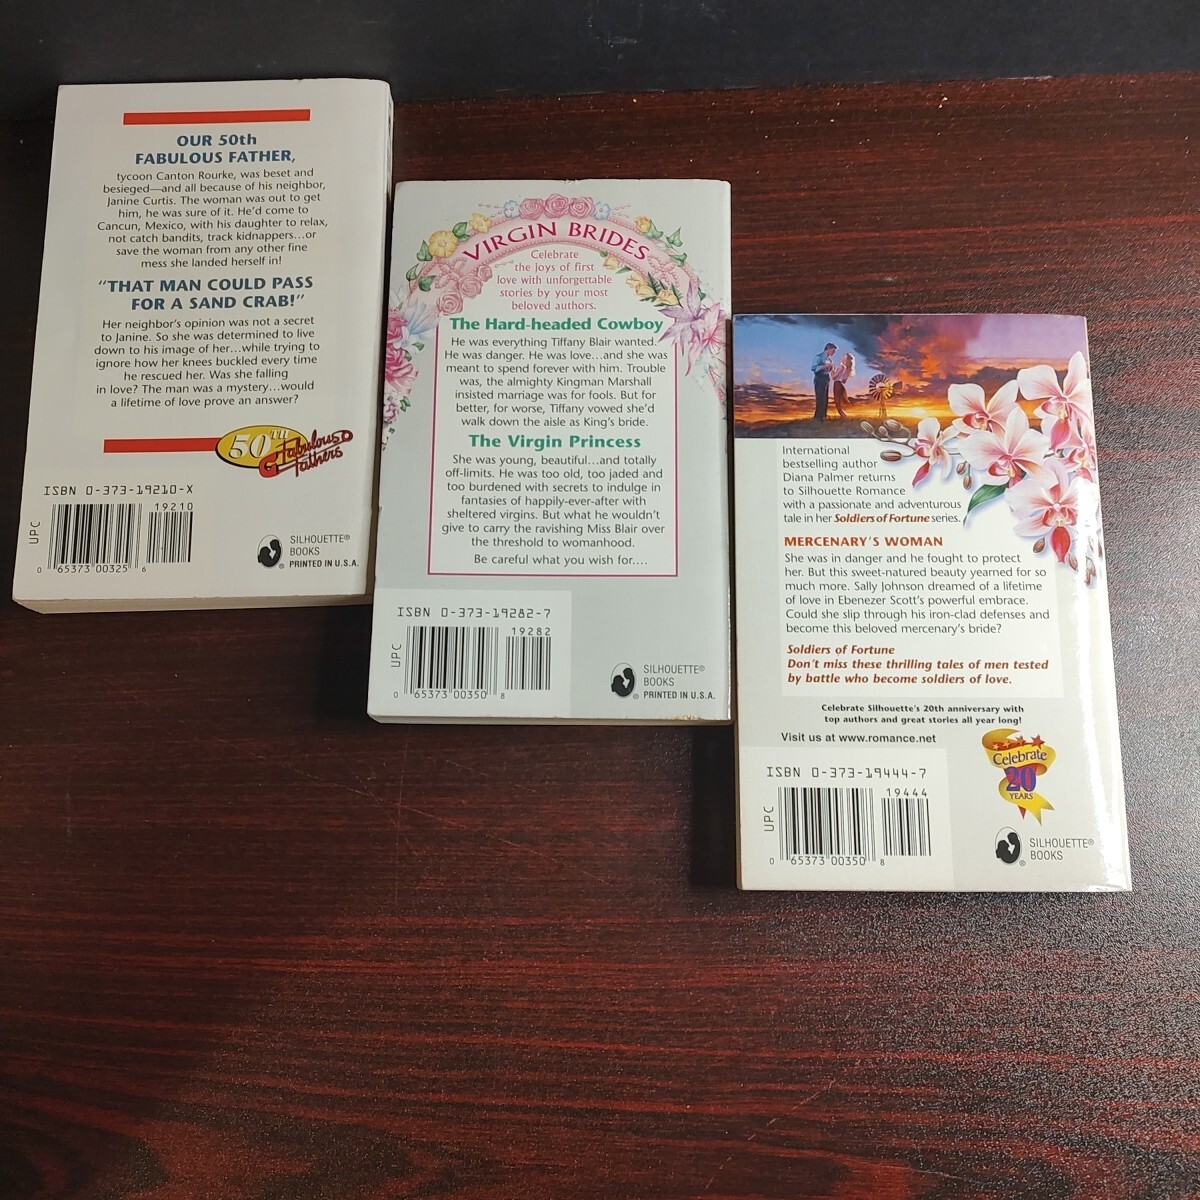 OUR 50th
FABULOUS FATHER,
tycoon Canton Rourke, was beset and
besieged—and all because of his neighbor,
Janine Curtis. The woman was out to get
him, he was sure of it. He'd come to
Cancun, Mexico, with his daughter to relax,
not catch bandits, track kidnappers...or
save the woman from any other fine
mess she landed herself in!
"THAT MAN COULD PASS
FOR A SAND CRAB!"
Her neighbor's opinion was not a secret
to Janine. So she was determined to live
down to his image of her...while trying to
ignore how her knees buckled every time
he rescued her. Was she falling
in love? The man was a mystery...would
a lifetime of love prove an answer?
50TH
Fabulous
Fathers
ISBN 0-373-19210-X
19210
UPC
0 65373 00325 6
SILHOUETTE®
BOOKS
® PRINTED IN U.S.A.
VIRGIN BRIDES
Celebrate
the joys of first
love with unforgettable
stories by your most
beloved authors.
The Hard-headed Cowboy
He was everything Tiffany Blair wanted.
He was danger. He was love...and she was
meant to spend forever with him. Trouble
was, the almighty Kingman Marshall
insisted marriage was for fools. But for
better, for worse, Tiffany vowed she'd
walk down the aisle as King's bride.
The Virgin Princess
She was young, beautiful...and totally
off-limits. He was too old, too jaded and
too burdened with secrets to indulge in
fantasies of happily-ever-after with
sheltered virgins. But what he wouldn't
give to carry the ravishing Miss Blair over
the threshold to womanhood.
Be careful what you wish for....
ISBN 0-373-19282-7
19282
UPC
0 65373 00350 8
SILHOUETTE®
BOOKS
® PRINTED IN U.S.A.
International
bestselling author
Diana Palmer returns
to Silhouette Romance
with a passionate and adventurous
tale in her Soldiers of Fortune series.
MERCENARY'S WOMAN
She was in danger and he fought to protect
her. But this sweet-natured beauty yearned for so
much more. Sally Johnson dreamed of a lifetime
of love in Ebenezer Scott's powerful embrace.
Could she slip through his iron-clad defenses and
become this beloved mercenary's bride?
Soldiers of Fortune
Don't miss these thrilling tales of men tested
by battle who become soldiers of love.
Celebrate Silhouette's 20th anniversary with
top authors and great stories all year long!
Visit us at www.romance.net
Celebrate
20
YEARS
ISBN 0-373-19444-7
19444
UPC
0 65373 00350 8
SILHOUETTE®
® BOOKS